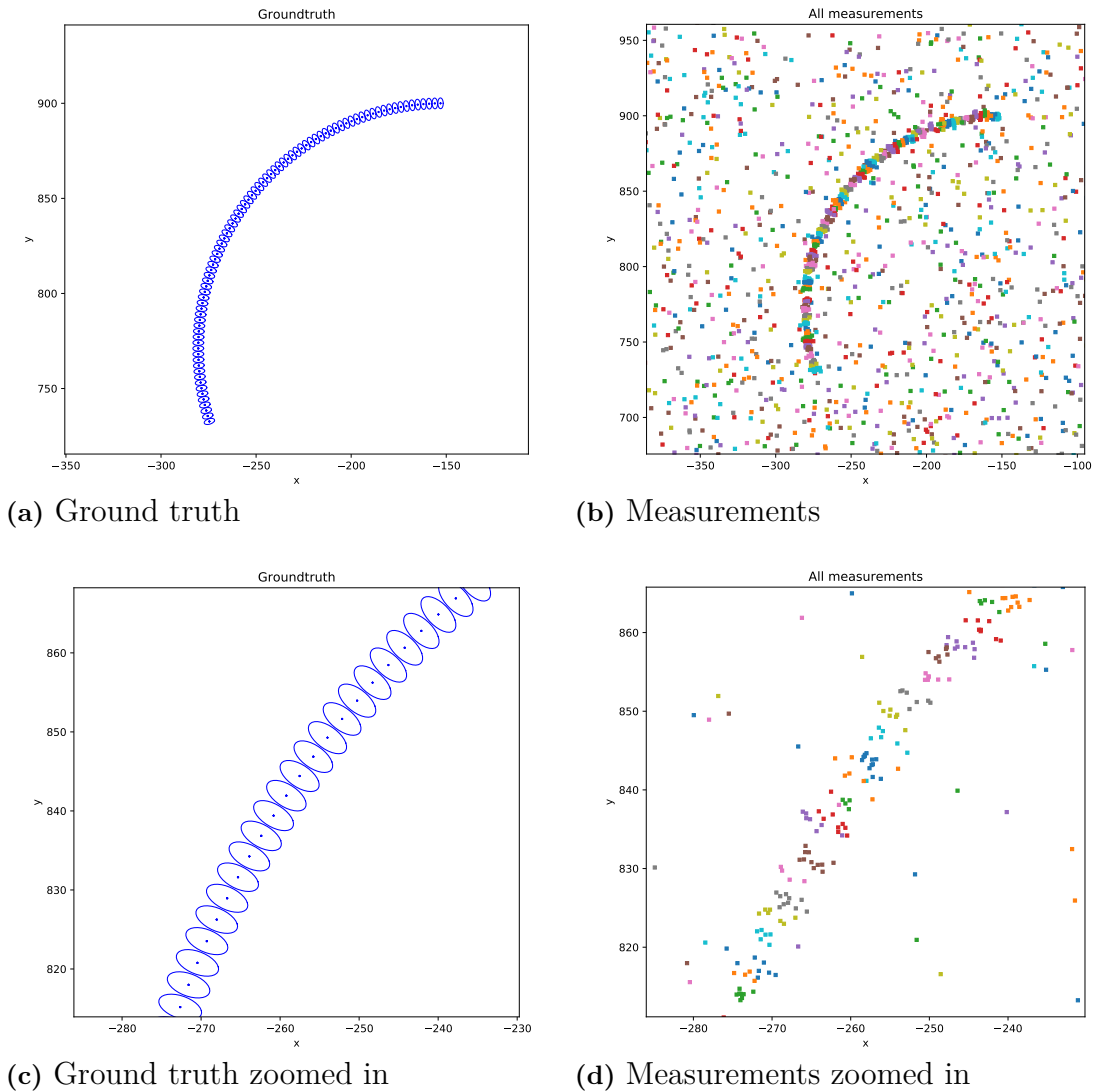 Groundtruth
900
850
800
750
y
−350
−300
−250
−200
−150
x
(a) Ground truth
All measurements
950
900
850
800
750
700
y
−350
−300
−250
−200
−150
−100
x
(b) Measurements
Groundtruth
860
850
840
830
820
y
−280
−270
−260
−250
−240
−230
x
(c) Ground truth zoomed in
All measurements
860
850
840
830
820
y
−280
−270
−260
−250
−240
x
(d) Measurements zoomed in